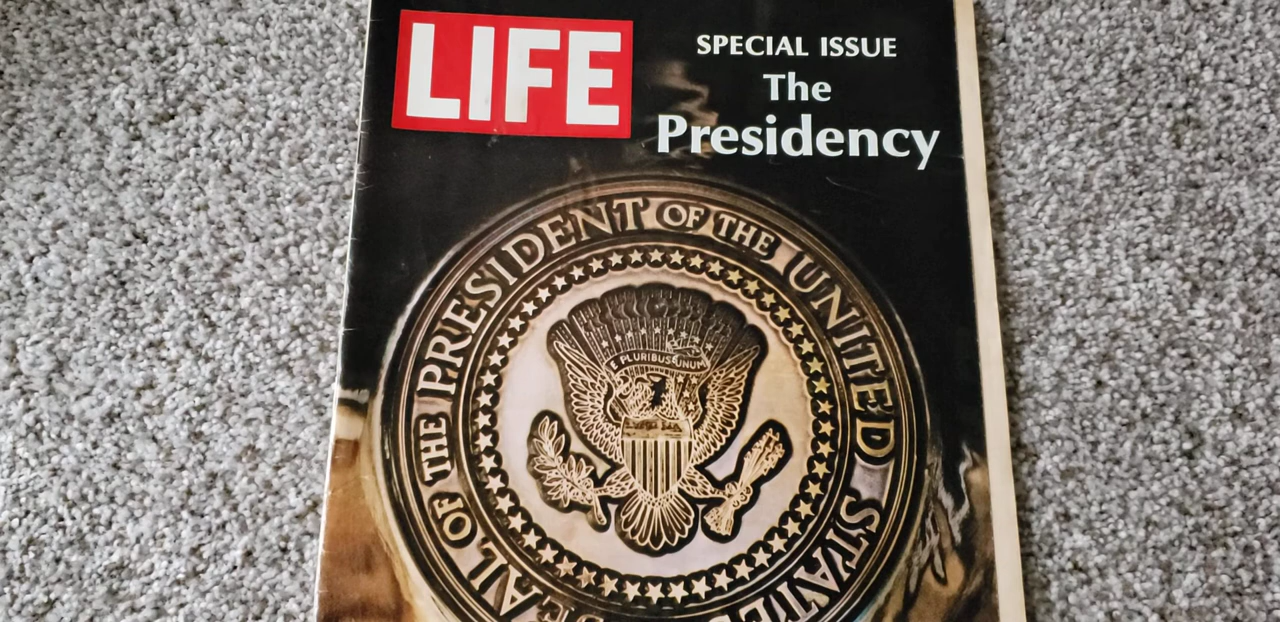 LIFE
SPECIAL ISSUE
The
Presidency
SEAL OF THE PRESIDENT OF THE UNITED STATES
E PLURIBUS UNUM